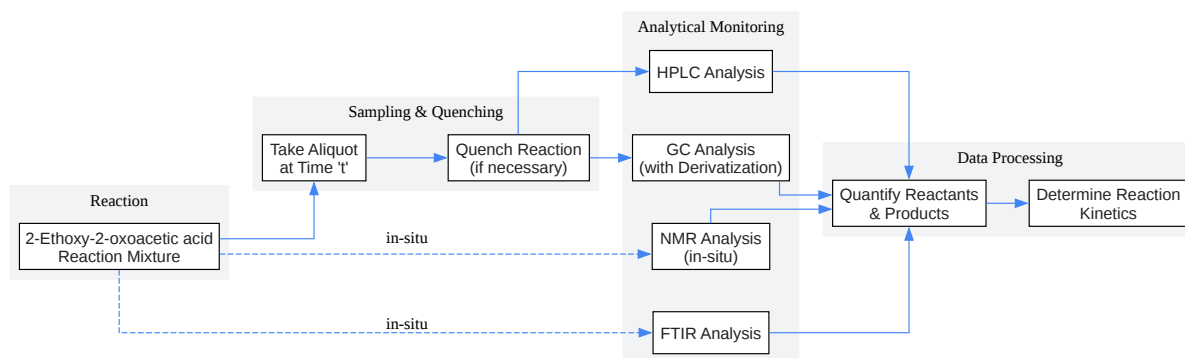 Analytical Monitoring
HPLC Analysis
Sampling & Quenching
Take Aliquot
at Time 't'
Quench Reaction
(if necessary)
GC Analysis
(with Derivatization)
Data Processing
Quantify Reactants
& Products
Determine Reaction
Kinetics
Reaction
2-Ethoxy-2-oxoacetic acid
Reaction Mixture
in-situ
NMR Analysis
(in-situ)
in-situ
FTIR Analysis